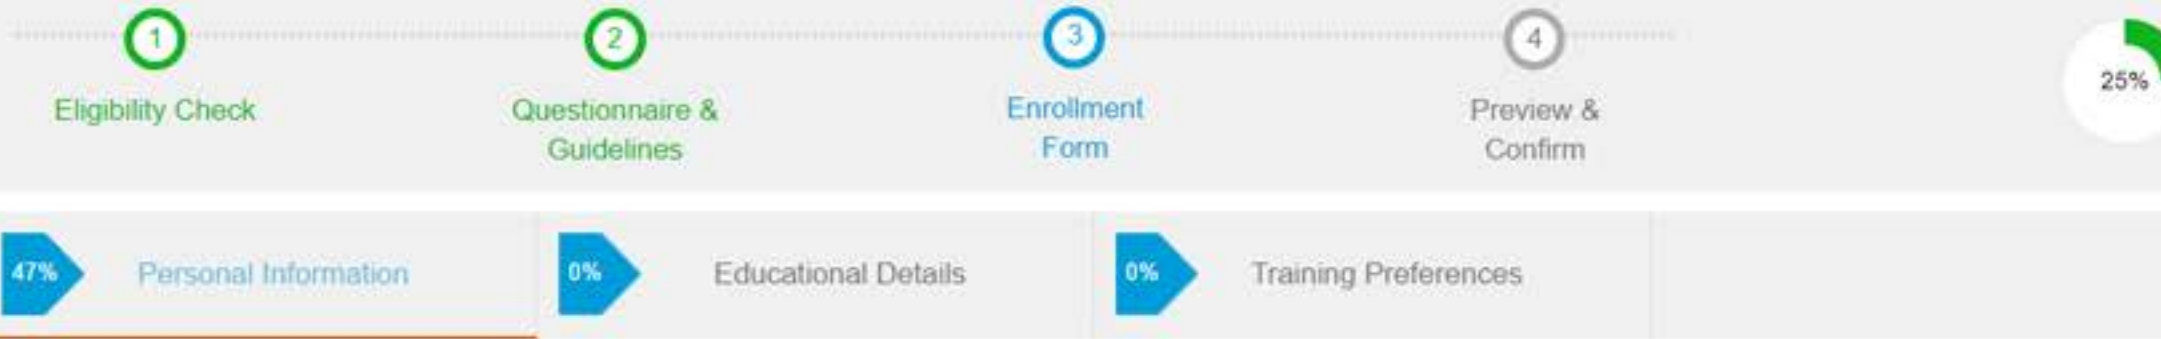 1
2
3
4
Eligibility Check
Questionnaire &
Guidelines
Enrollment
Form
Preview &
Confirm
25%
47%
Personal Information
0%
Educational Details
0%
Training Preferences